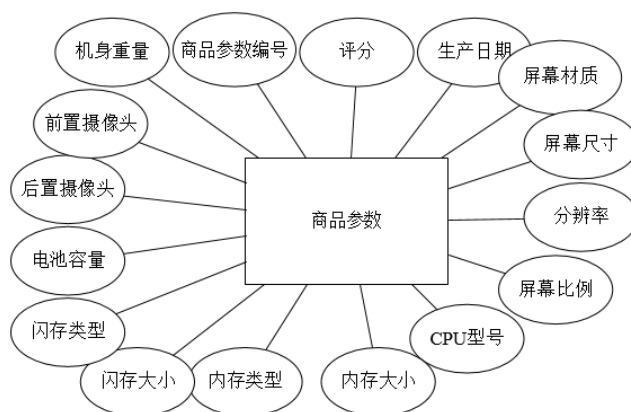 机身重量
商品参数编号
评分
生产日期
屏幕材质
前置摄像头
屏幕尺寸
后置摄像头
商品参数
分辨率
电池容量
屏幕比例
闪存类型
CPU型号
闪存大小
内存类型
内存大小